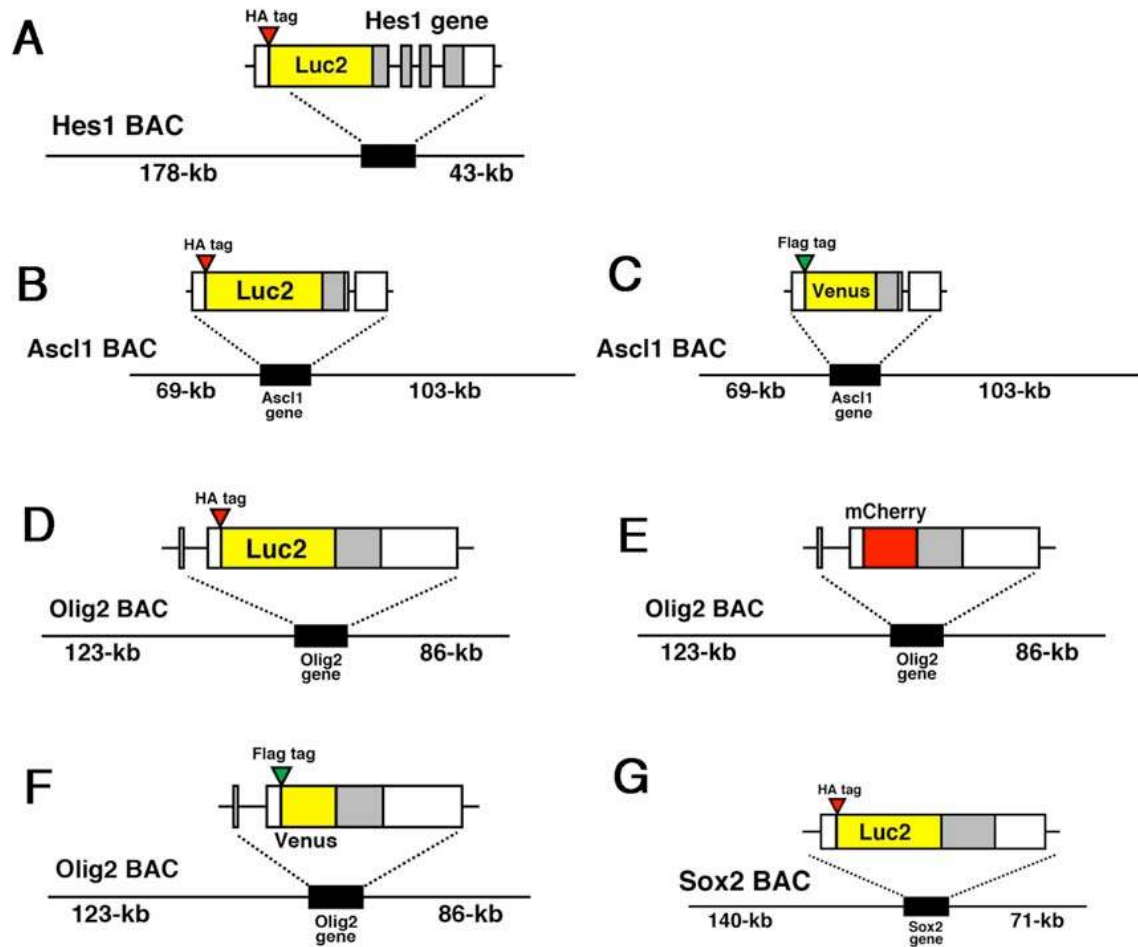 A
HA tag
Hes1 gene
Luc2
Hes1 BAC
178-kb
43-kb
B
HA tag
Luc2
Ascl1 BAC
69-kb
Ascl1
gene
103-kb
C
Flag tag
Venus
Ascl1 BAC
69-kb
Ascl1
gene
103-kb
D
HA tag
Luc2
Olig2 BAC
123-kb
Olig2
gene
86-kb
E
mCherry
Olig2 BAC
123-kb
Olig2
gene
86-kb
F
Flag tag
Venus
Olig2 BAC
123-kb
Olig2
gene
86-kb
G
HA tag
Luc2
Sox2 BAC
140-kb
Sox2
gene
71-kb